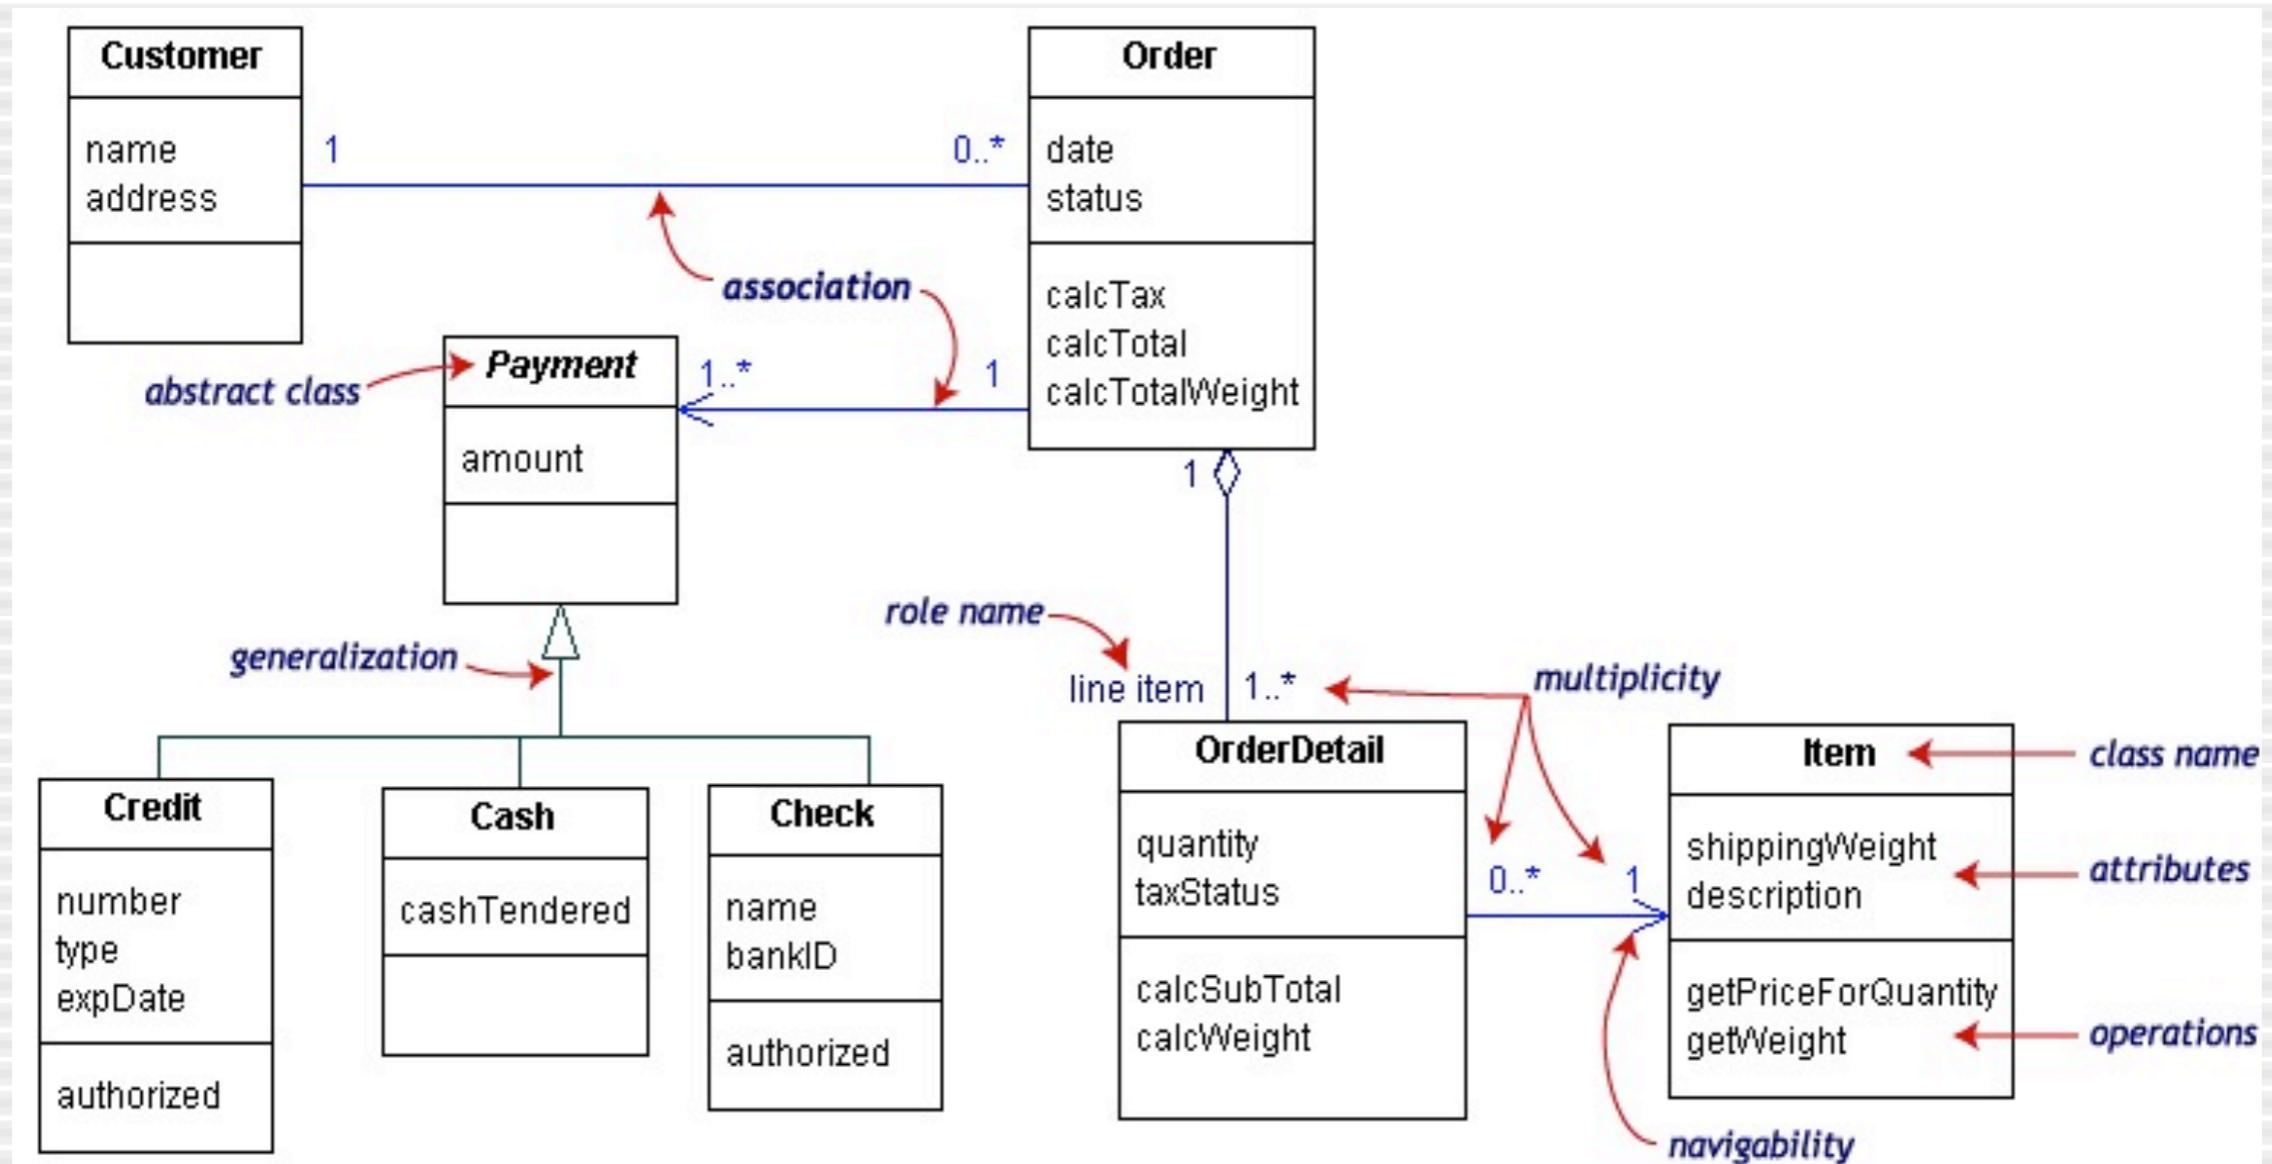 Customer
name
address
1
0..*
Order
date
status
calcTax
calcTotal
calcTotalWeight
association
abstract class
Payment
amount
1..*
1
1
generalization
role name
line item
1..*
multiplicity
Credit
number
type
expDate
authorized
Cash
cashTendered
Check
name
bankID
authorized
OrderDetail
quantity
taxStatus
calcSubTotal
calcWeight
0..*
1
Item
shippingWeight
description
getPriceForQuantity
getWeight
class name
attributes
operations
navigability